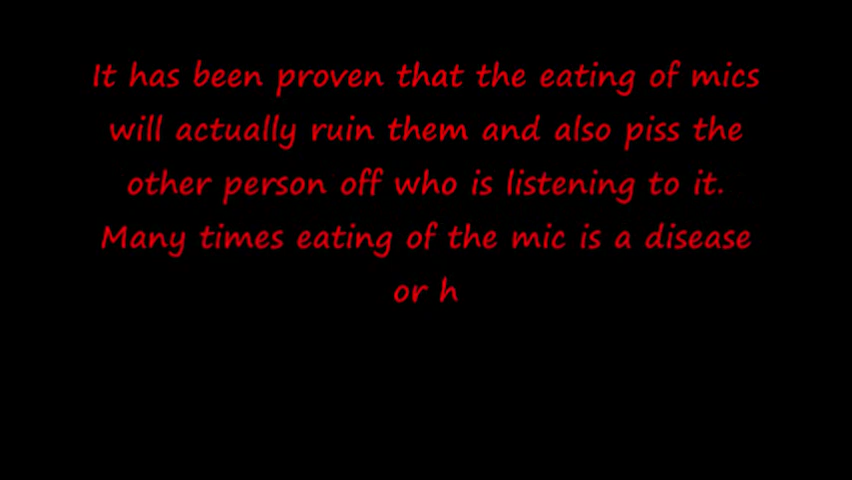 It has been proven that the eating of mics
will actually ruin them and also piss the
other person off who is listening to it.
Many times eating of the mic is a disease
or h